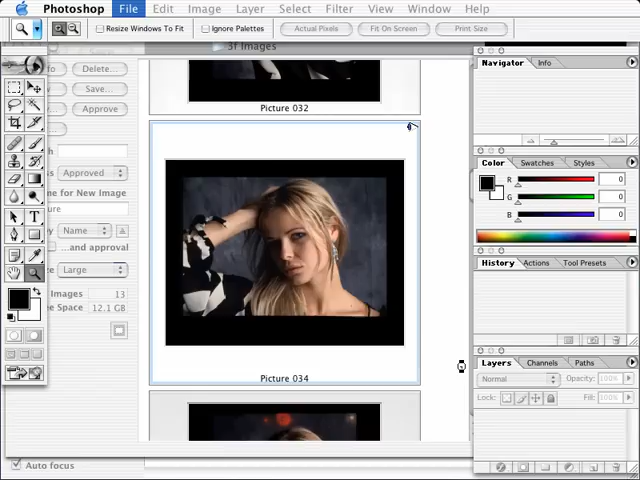 Photoshop File Edit Image Layer Select Filter View Window Help
Resize Windows To Fit Ignore Palettes Actual Pixels Fit On Screen Print Size
3f Images
Delete...
Save...
Approve
Approved
me for New Image
ure
Name
...and approval
Large
Images 13
e Space 12.1 GB
Auto focus
Picture 032
Picture 034
Navigator Info
Color Swatches Styles
R 0
G 0
B 0
History Actions Tool Presets
Layers Channels Paths
Normal Opacity: 100%
Lock: Fill: 100%